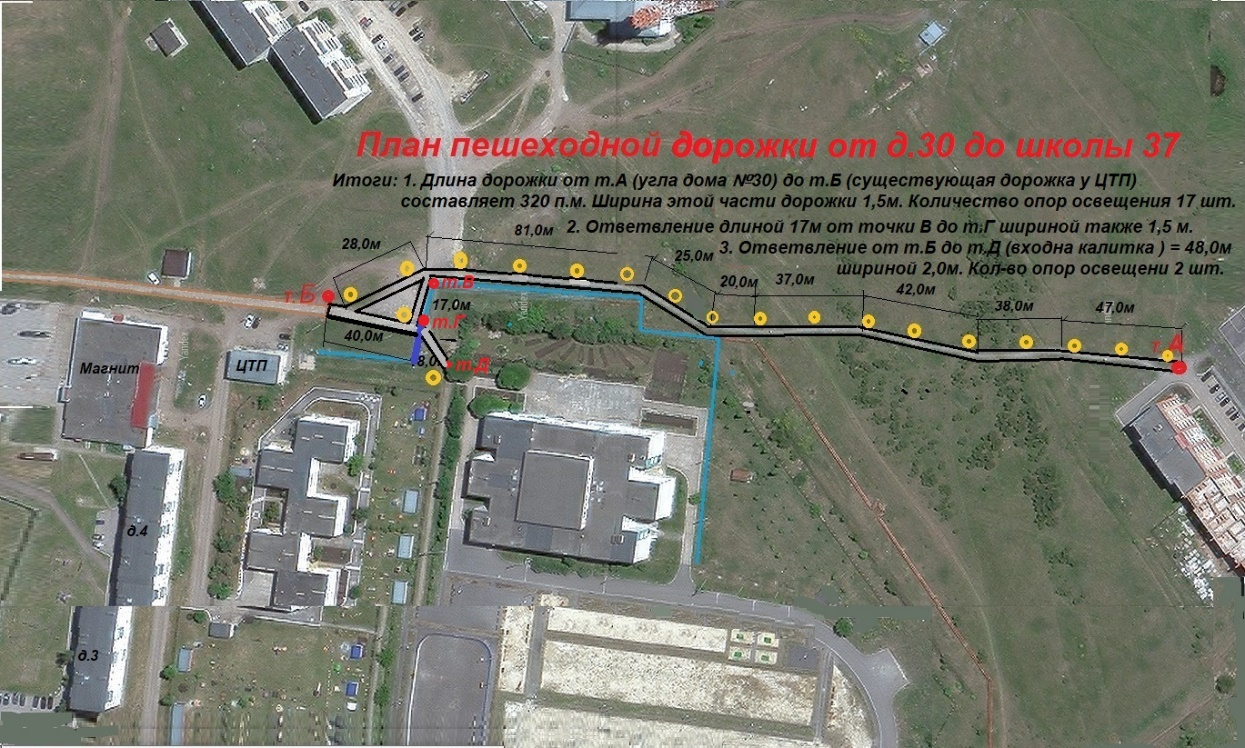 План пешеходной дорожки от д.30 до школы 37
Итоги: 1. Длина дорожки от т.А (угла дома №30) до т.Б (существующая дорожка у ЦТП)
составляет 320 п.м. Ширина этой части дорожки 1,5м. Количество опор освещения 17 шт.
2. Ответвление длиной 17м от точки В до т.Г шириной также 1,5 м.
3. Ответвление от т.Б до т.Д (входна калитка ) = 48,0м
шириной 2,0м. Кол-во опор освещени 2 шт.
28,0м
81,0м
25,0м
20,0м
37,0м
42,0м
38,0м
47,0м
т.Б
т.В
17,0м
т.Г
40,0м
8,0
т.Д
т.А
Магнит
ЦТП
д.4
д.3